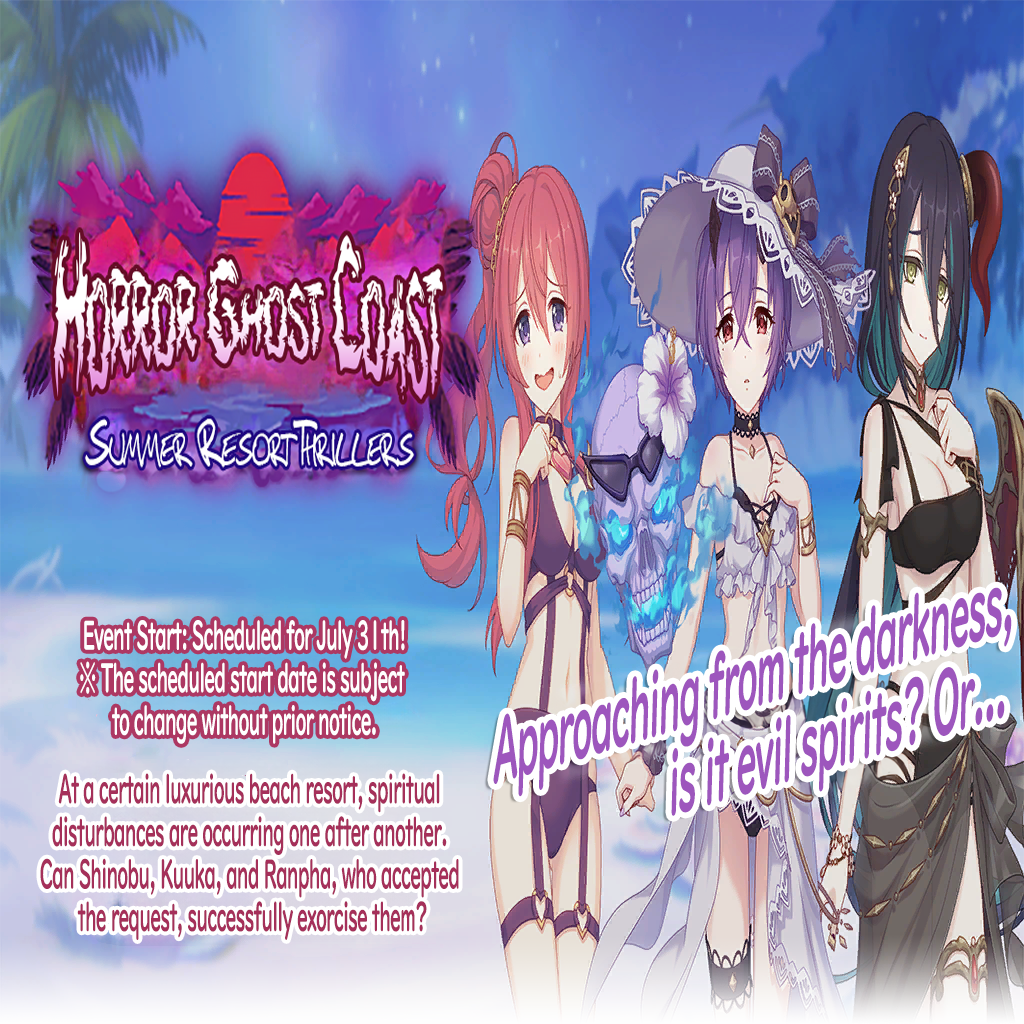 HORROR GHOST COAST
SUMMER RESORT THRILLERS
Event Start: Scheduled for July 31th!
※The scheduled start date is subject
to change without prior notice.
At a certain luxurious beach resort, spiritual
disturbances are occurring one after another.
Can Shinobu, Kuuka, and Ranpha, who accepted
the request, successfully exorcise them?
Approaching from the darkness,
is it evil spirits? Or...